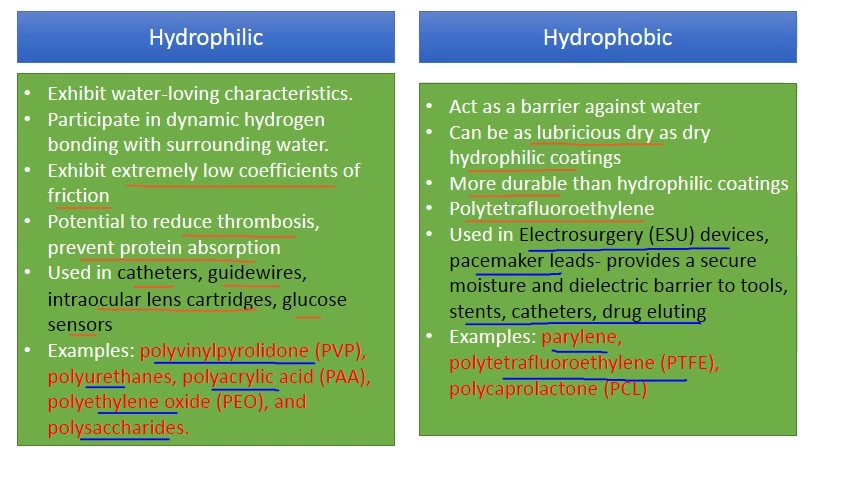 Hydrophilic
• Exhibit water-loving characteristics.
• Participate in dynamic hydrogen
bonding with surrounding water.
• Exhibit extremely low coefficients of
friction
• Potential to reduce thrombosis,
prevent protein absorption
• Used in catheters, guidewires,
intraocular lens cartridges, glucose
sensors
• Examples: polyvinylpyrolidone (PVP),
polyurethanes, polyacrylic acid (PAA),
polyethylene oxide (PEO), and
polysaccharides.
Hydrophobic
• Act as a barrier against water
• Can be as lubricious dry as dry
hydrophilic coatings
• More durable than hydrophilic coatings
• Polytetrafluoroethylene
• Used in Electrosurgery (ESU) devices,
pacemaker leads- provides a secure
moisture and dielectric barrier to tools,
stents, catheters, drug eluting
• Examples: parylene,
polytetrafluoroethylene (PTFE),
polycaprolactone (PCL)